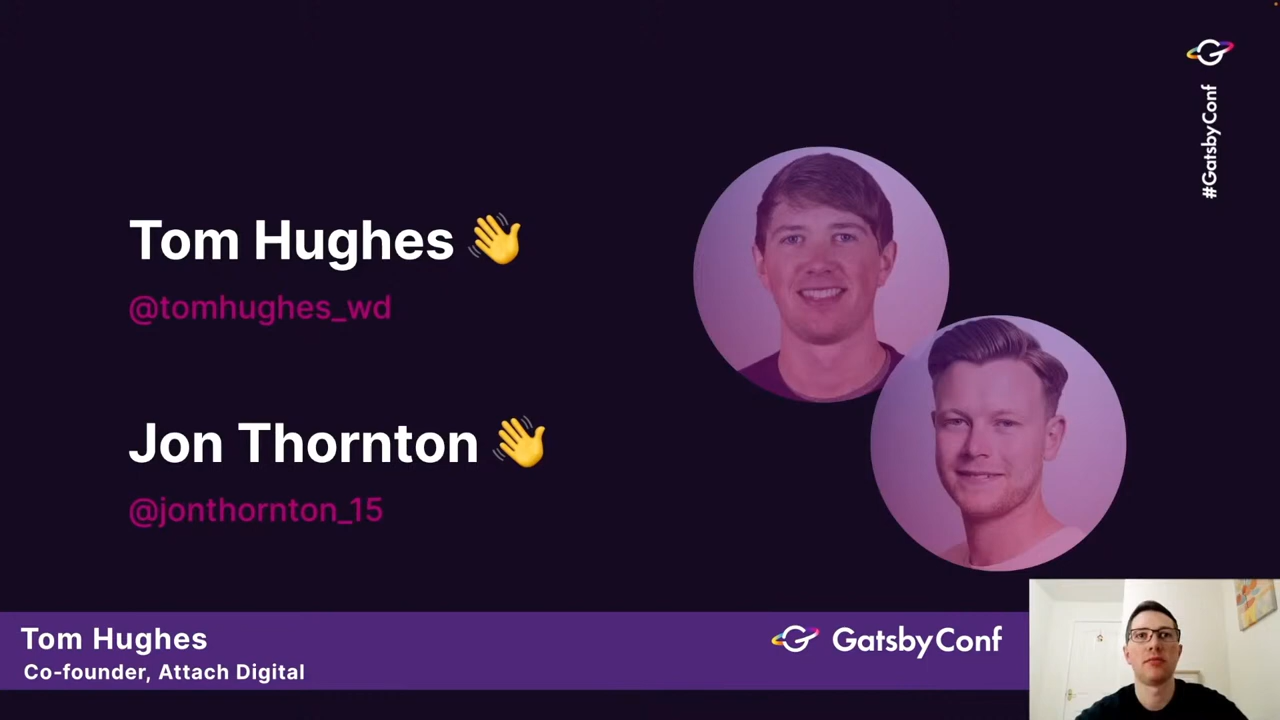 #GatsbyConf
Tom Hughes 👋
@tomhughes_wd
Jon Thornton 👋
@jonthornton_15
Tom Hughes
Co-founder, Attach Digital
GatsbyConf